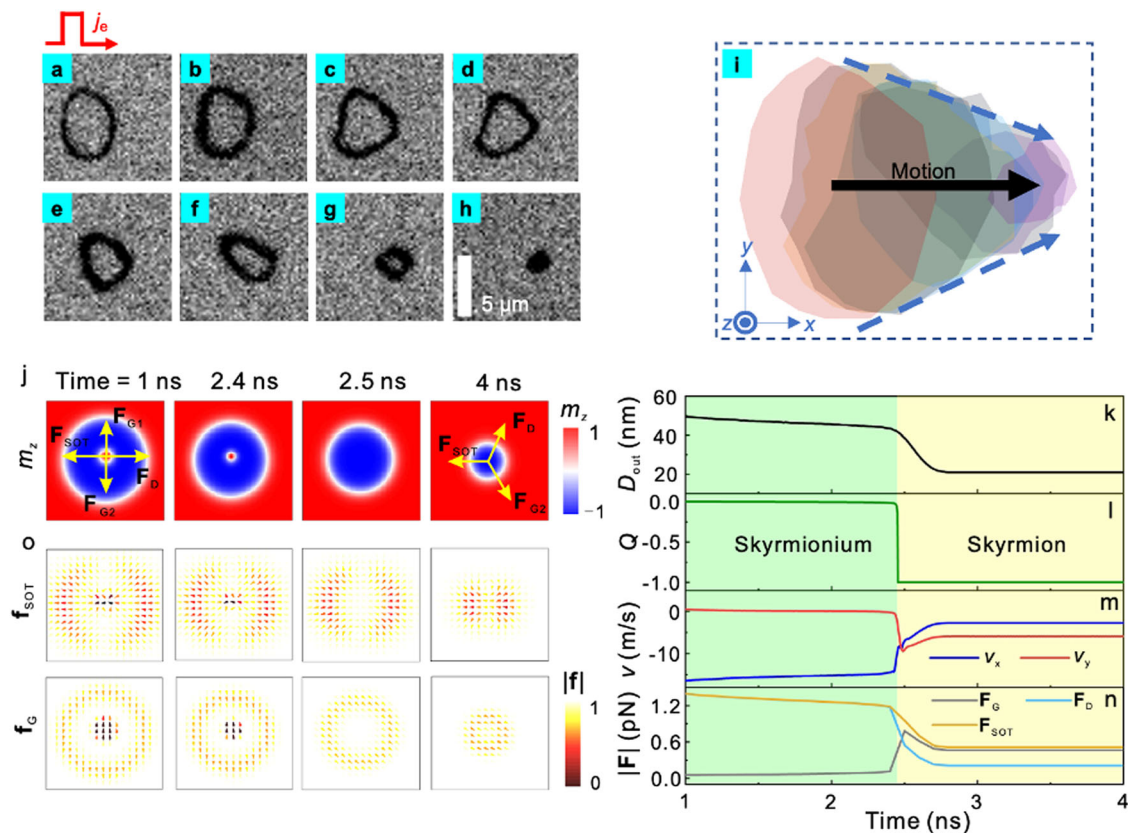 jₑ
a b c d
e f g h
5 μm
i
Motion
y
z x
j Time = 1 ns 2.4 ns 2.5 ns 4 ns
m_z
F_G1
F_SOT
F_D
F_G2
F_D
F_SOT
F_G2
m_z
1
−1
o
f_SOT
f_G
|f|
1
0
k
D_out (nm)
60
40
20
l
Q
0.0
-0.5
-1.0
Skyrmionium Skyrmion
m
v (m/s)
0
-10
v_x v_y
n
|F| (pN)
1.2
0.6
0.0
F_G F_D
F_SOT
1 2 3 4
Time (ns)